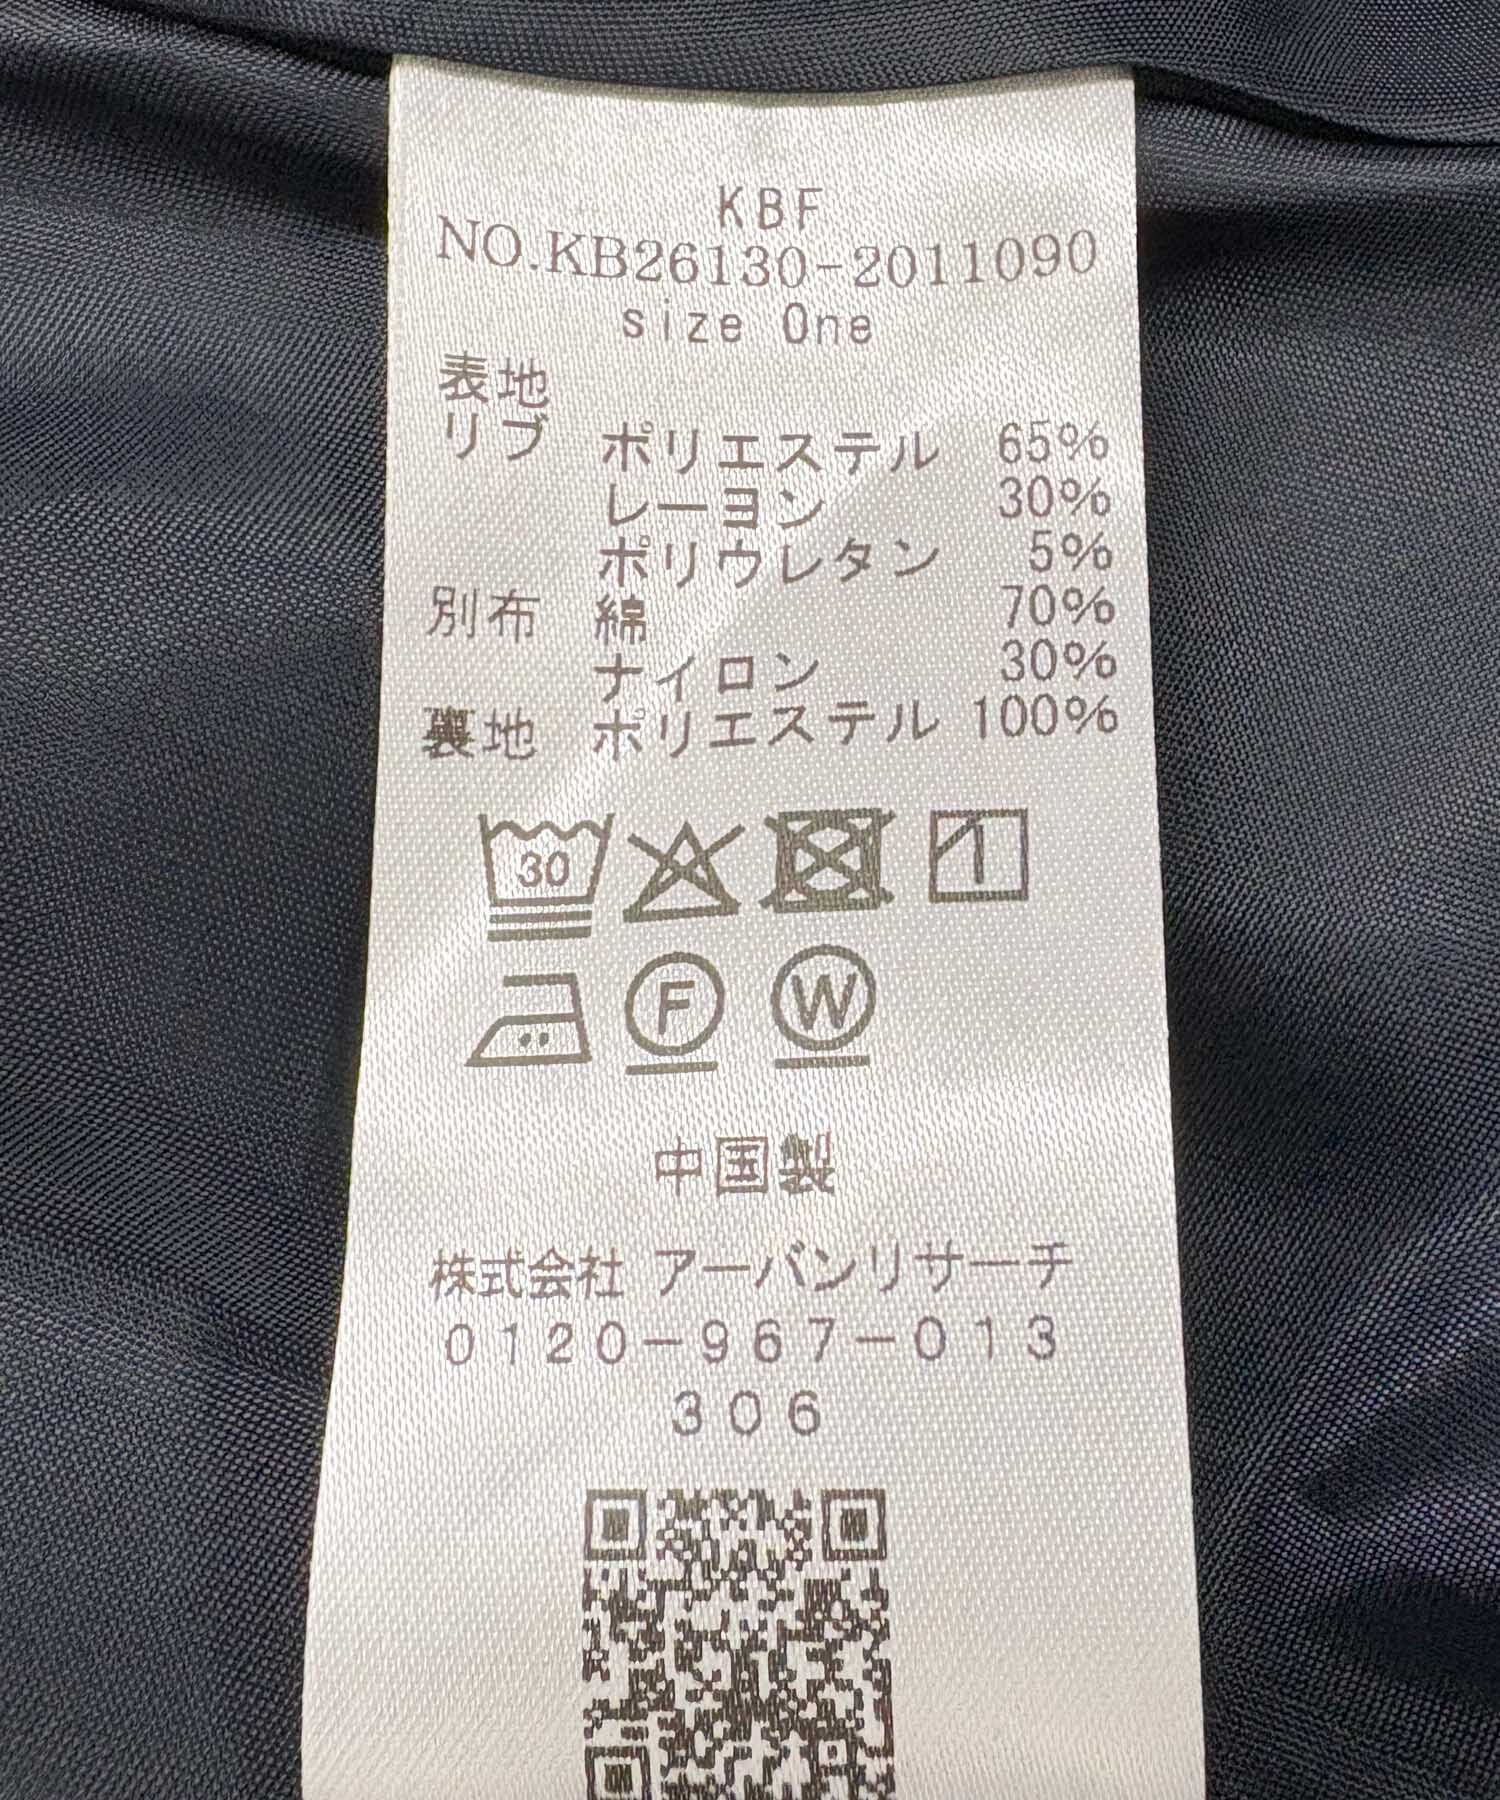 KBF
NO.KB26130-2011090
size One
表地
リブ ポリエステル 65%
レーヨン 30%
ポリウレタン 5%
別布 綿 70%
ナイロン 30%
裏地 ポリエステル 100%
30
F W
中国製
株式会社 アーバンリサーチ
0120-967-013
306